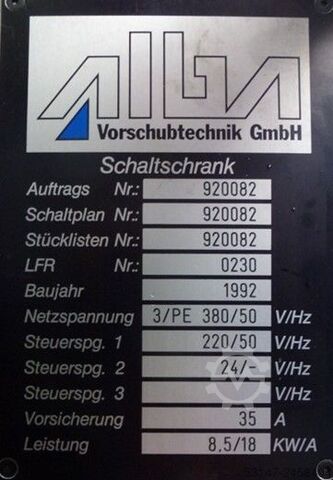 AlbA
Vorschubtechnik GmbH
Schaltschrank
Auftrags Nr.: 920082
Schaltplan Nr.: 920082
Stücklisten Nr.: 920082
LFR Nr.: 0230
Baujahr 1992
Netzspannung 3/PE 380/50 V/Hz
Steuerspg. 1 220/50 V/Hz
Steuerspg. 2 24/- V/Hz
Steuerspg. 3 V/Hz
Vorsicherung 35 A
Leistung 8,5/18 KW/A